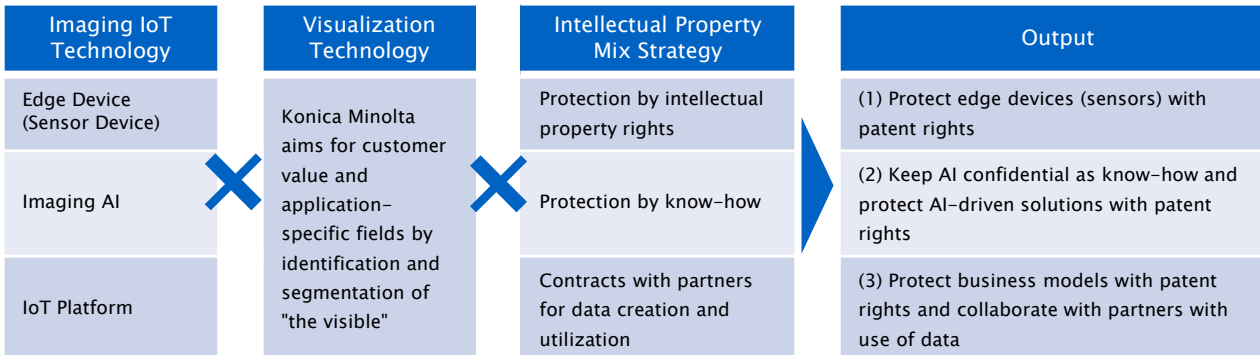 Imaging IoT
Technology
Edge Device
(Sensor Device)
Imaging AI
IoT Platform
Visualization
Technology
Konica Minolta
aims for customer
value and
application-
specific fields by
identification and
segmentation of
"the visible"
Intellectual Property
Mix Strategy
Protection by intellectual
property rights
Protection by know-how
Contracts with partners
for data creation and
utilization
Output
(1) Protect edge devices (sensors) with
patent rights
(2) Keep AI confidential as know-how and
protect AI-driven solutions with patent
rights
(3) Protect business models with patent
rights and collaborate with partners with
use of data